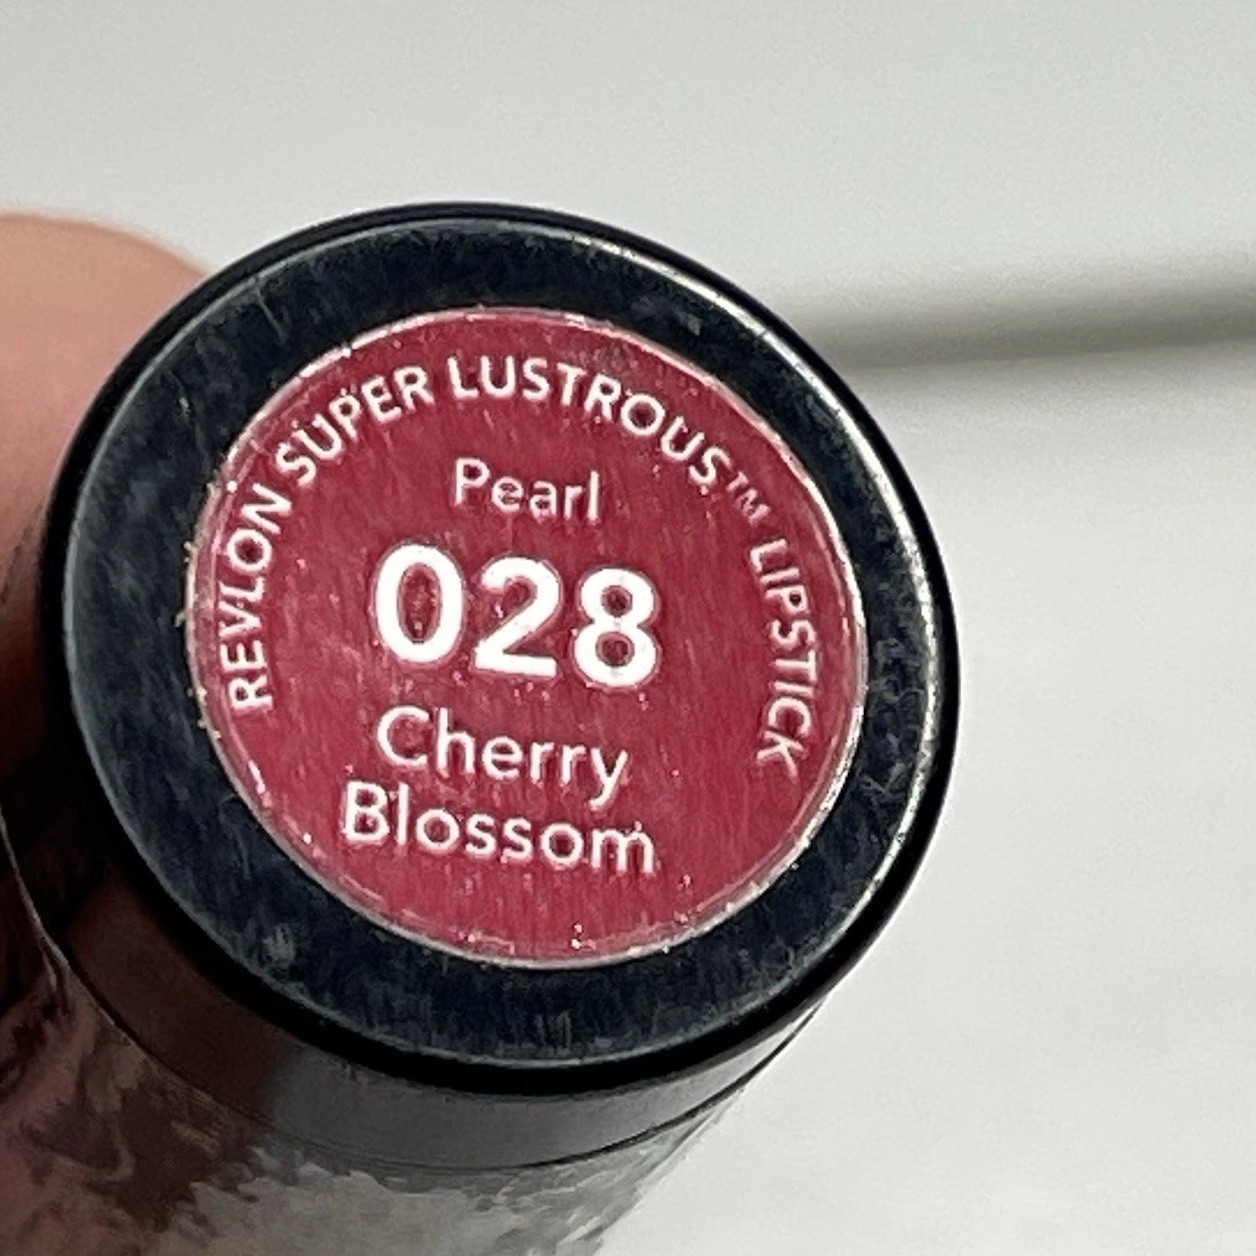 REVLON SUPER LUSTROUS™ LIPSTICK
Pearl
028
Cherry
Blossom